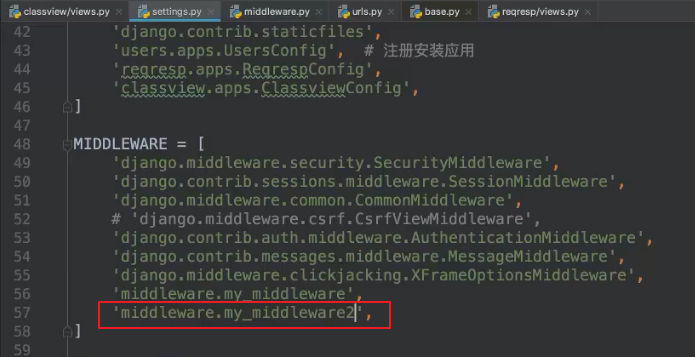 classview/views.py settings.py middleware.py urls.py base.py reqresp/views.py
42 'django.contrib.staticfiles',
43 'users.apps.UsersConfig', # 注册安装应用
44 'reqresp.apps.ReqrespConfig',
45 'classview.apps.ClassviewConfig',
46 ]
47
48 MIDDLEWARE = [
49 'django.middleware.security.SecurityMiddleware',
50 'django.contrib.sessions.middleware.SessionMiddleware',
51 'django.middleware.common.CommonMiddleware',
52 # 'django.middleware.csrf.CsrfViewMiddleware',
53 'django.contrib.auth.middleware.AuthenticationMiddleware',
54 'django.contrib.messages.middleware.MessageMiddleware',
55 'django.middleware.clickjacking.XFrameOptionsMiddleware',
56 'middleware.my_middleware',
57 'middleware.my_middleware2',
58 ]
59